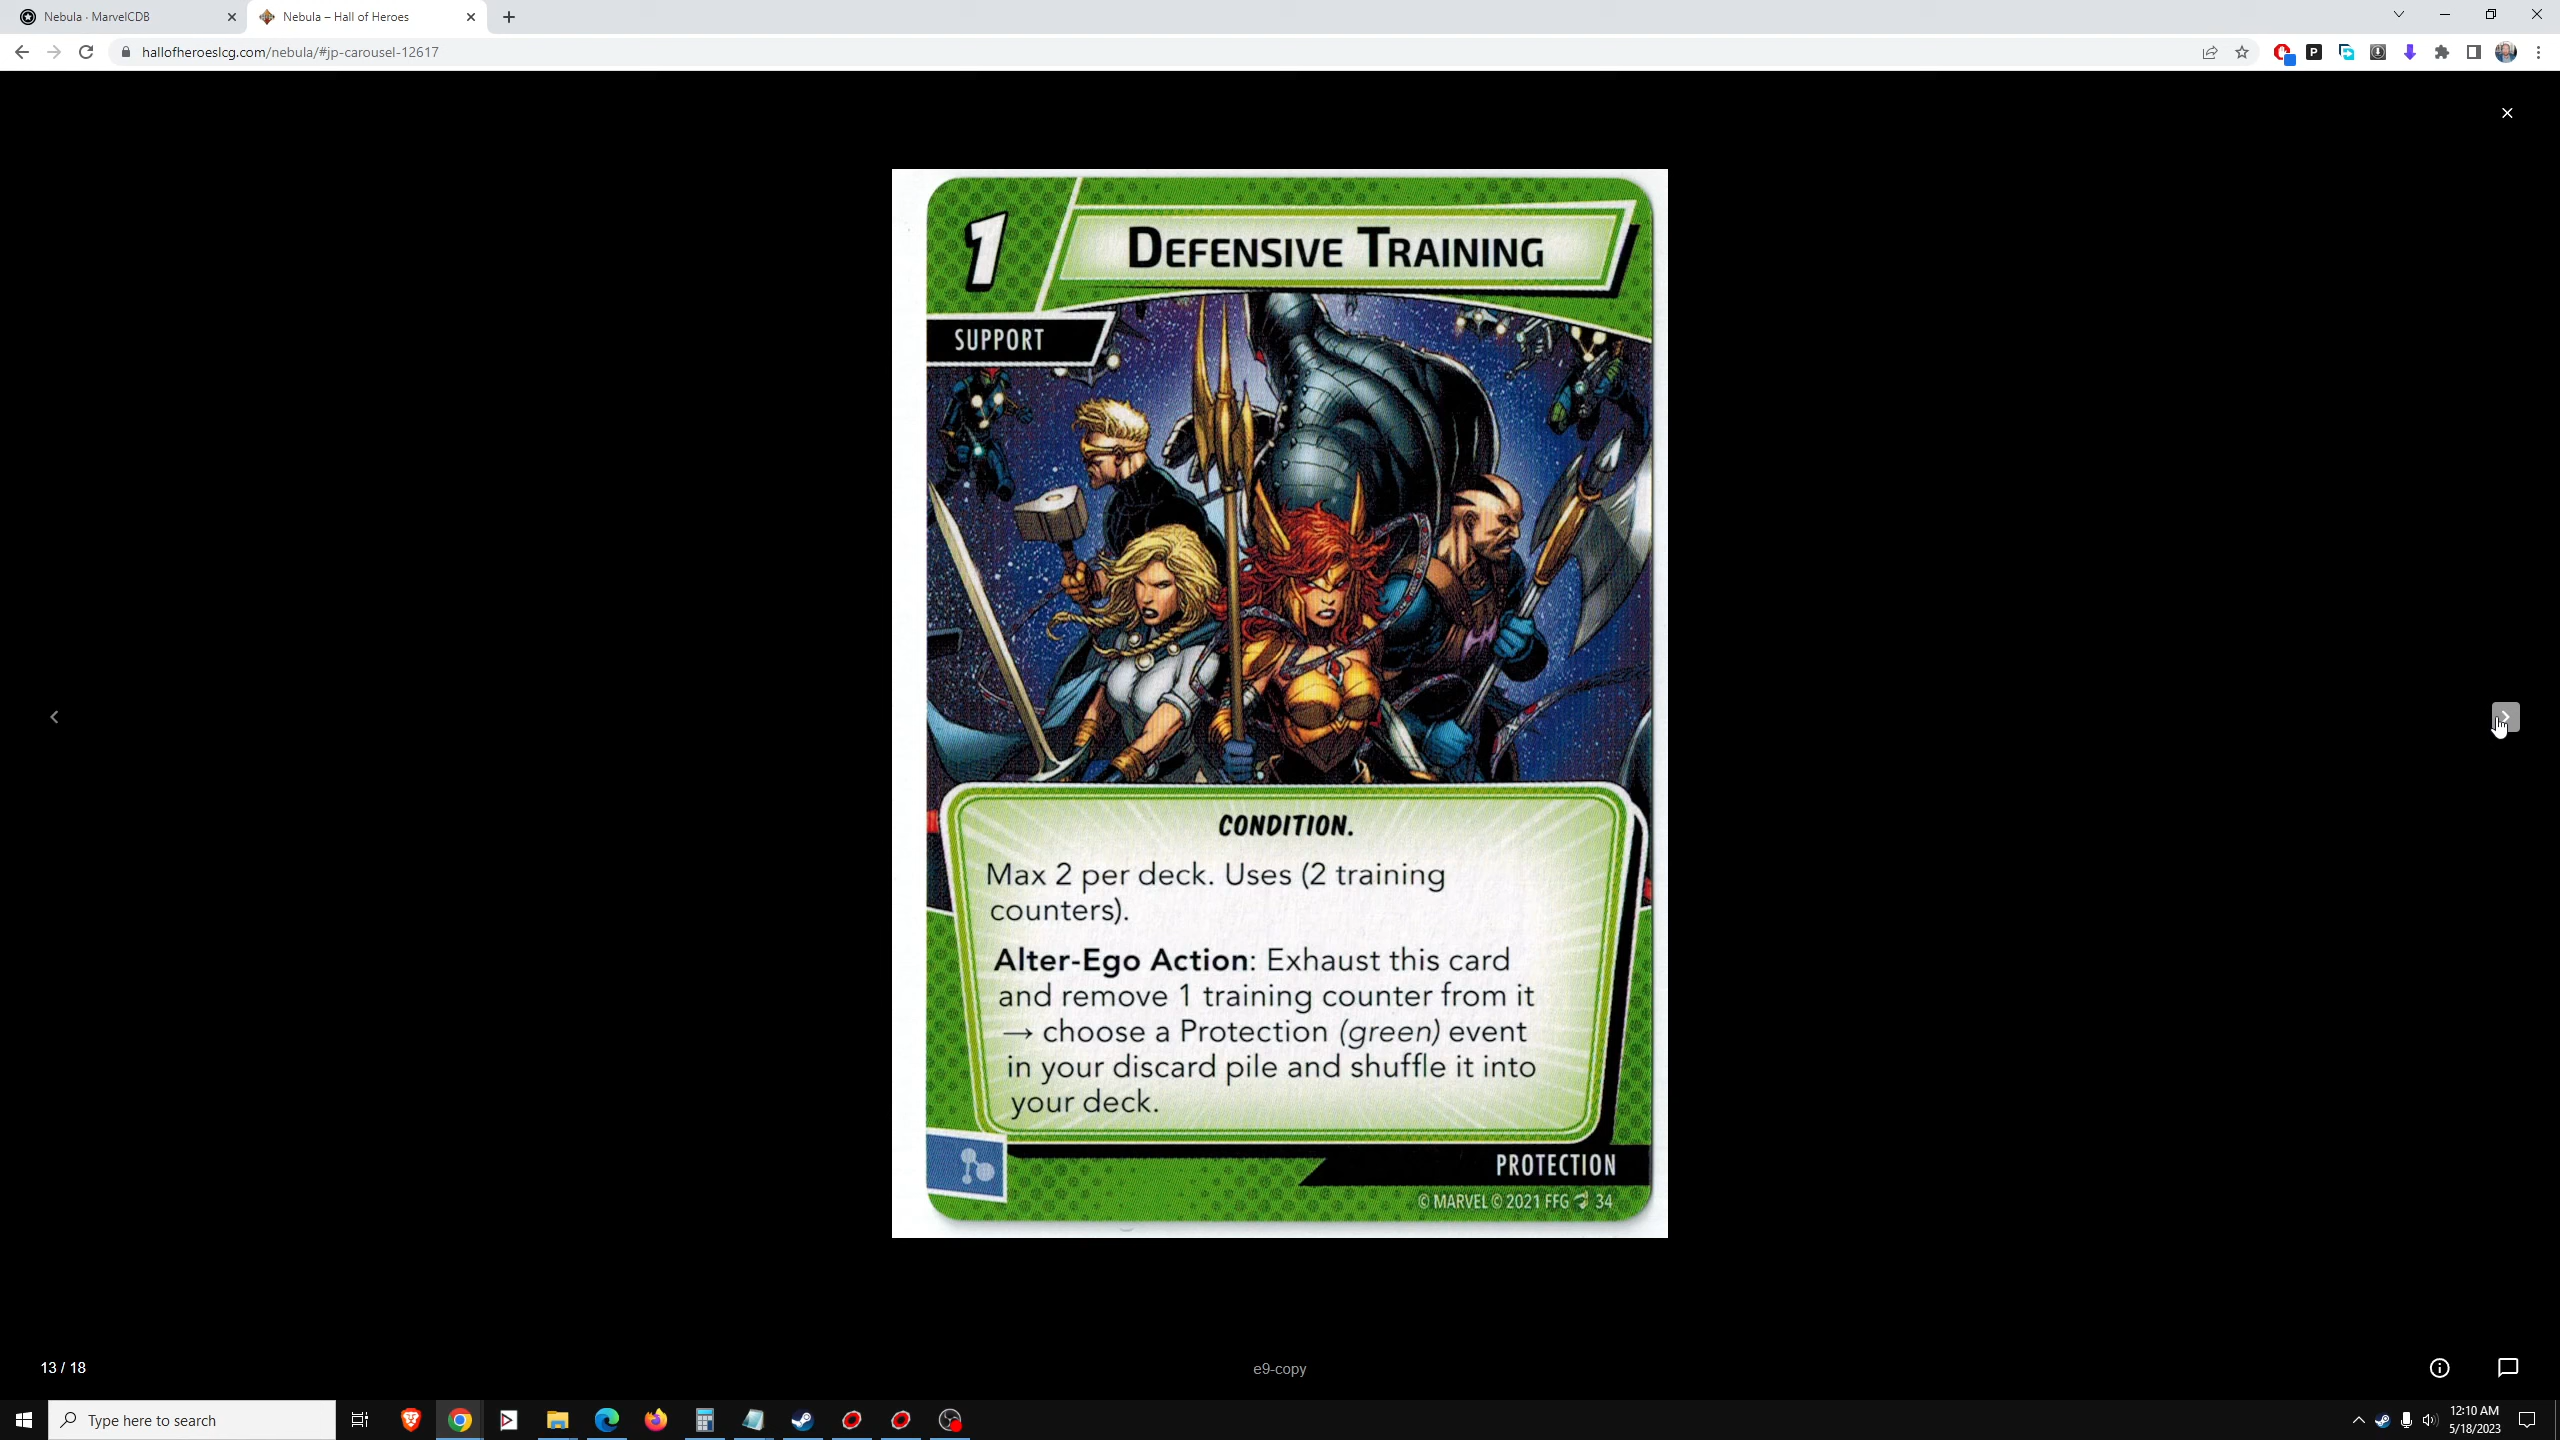 Nebula · MarvelCDB
Nebula – Hall of Heroes
hallofheroeslcg.com/nebula/#jp-carousel-12617
1
DEFENSIVE TRAINING
SUPPORT
CONDITION.
Max 2 per deck. Uses (2 training
counters).
Alter-Ego Action: Exhaust this card
and remove 1 training counter from it
→ choose a Protection (green) event
in your discard pile and shuffle it into
your deck.
PROTECTION
© MARVEL © 2021 FFG 34
13 / 18
e9-copy
Type here to search
12:10 AM
5/18/2023